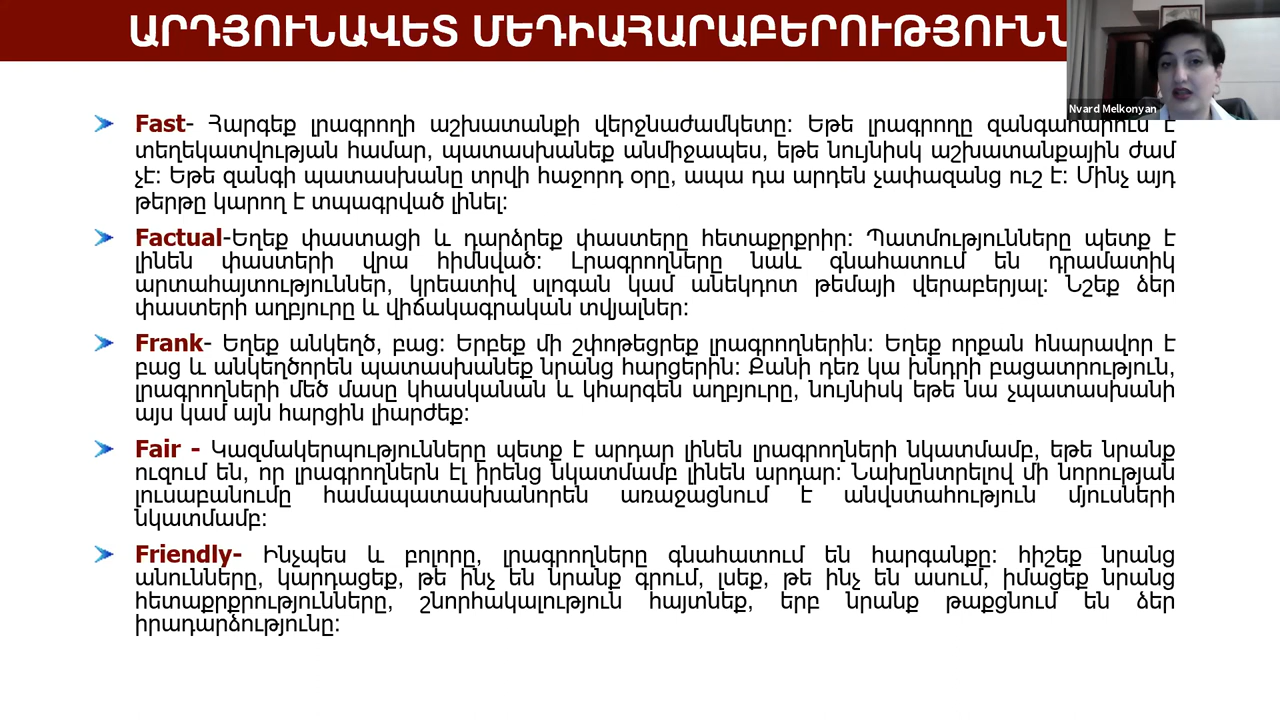 ԱՐԴՅՈՒՆԱՎԵՏ ՄԵԴԻԱՀԱՐԱԲԵՐՈՒԹՅՈՒՆՆ
Nvard Melkonyan
Fast- Հարգեք լրագրողի աշխատանքի վերջնաժամկետը: Եթե լրագրողը զանգահարում է
տեղեկատվության համար, պատասխանեք անմիջապես, եթե նույնիսկ աշխատանքային ժամ
չէ: Եթե զանգի պատասխանը տրվի հաջորդ օրը, ապա դա արդեն չափազանց ուշ է: Մինչ այդ
թերթը կարող է տպագրված լինել:
Factual-Եղեք փաստացի և դարձրեք փաստերը հետաքրքրիր: Պատմությունները պետք է
լինեն փաստերի վրա հիմնված: Լրագրողները նաև գնահատում են դրամատիկ
արտահայտություններ, կրեատիվ սլոգան կամ անեկդոտ թեմայի վերաբերյալ: Նշեք ձեր
փաստերի աղբյուրը և վիճակագրական տվյալներ:
Frank- Եղեք անկեղծ, բաց: Երբեք մի շփոթեցրեք լրագրողներին: Եղեք որքան հնարավոր է
բաց և անկեղծորեն պատասխանեք նրանց հարցերին: Քանի դեռ կա խնդրի բացատրություն,
լրագրողների մեծ մասը կհասկանան և կհարգեն աղբյուրը, նույնիսկ եթե նա չպատասխանի
այս կամ այն հարցին լիարժեք:
Fair - Կազմակերպությունները պետք է արդար լինեն լրագրողների նկատմամբ, եթե նրանք
ուզում են, որ լրագրողներն էլ իրենց նկատմամբ լինեն արդար: Նախընտրելով մի նորության
լուսաբանումը համապատասխանորեն առաջացնում է անվստահություն մյուսների
նկատմամբ:
Friendly- Ինչպես և բոլորը, լրագրողները գնահատում են հարգանքը: հիշեք նրանց
անունները, կարդացեք, թե ինչ են նրանք գրում, լսեք, թե ինչ են ասում, իմացեք նրանց
հետաքրքրությունները, շնորհակալություն հայտնեք, երբ նրանք թաքցնում են ձեր
իրադարձությունը: